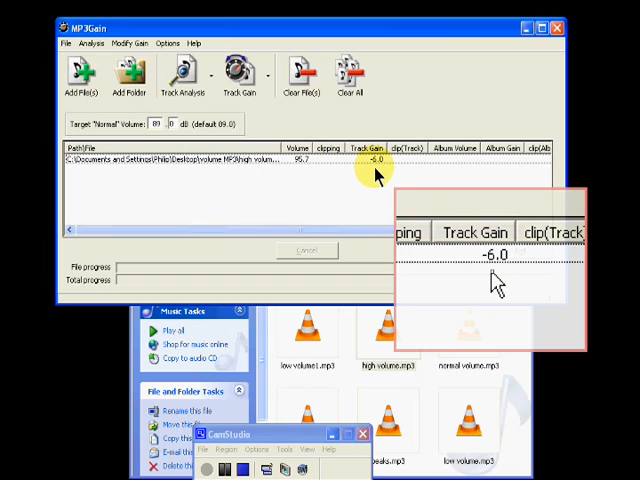 MP3Gain
File Analysis Modify Gain Options Help
Add File(s) Add Folder Track Analysis Track Gain Clear File(s) Clear All
Target "Normal" Volume: 89 .0 dB (default 89.0)
Path\File Volume clipping Track Gain clip(Track) Album Volume Album Gain clip(Alb
C:\Documents and Settings\Philo\Desktop\volume MP3\high volum... 95.7 -6.0
ping Track Gain clip(Track)
-6.0
Cancel
File progress
Total progress
Music Tasks
Play all
Shop for music online
Copy to audio CD
low volume1.mp3 high volume.mp3 normal volume.mp3
File and Folder Tasks
Rename this file
Move this fi
Copy this
E-mail this
Delete this
eaks.mp3 low volume.mp3
CamStudio
File Region Options Tools View Help